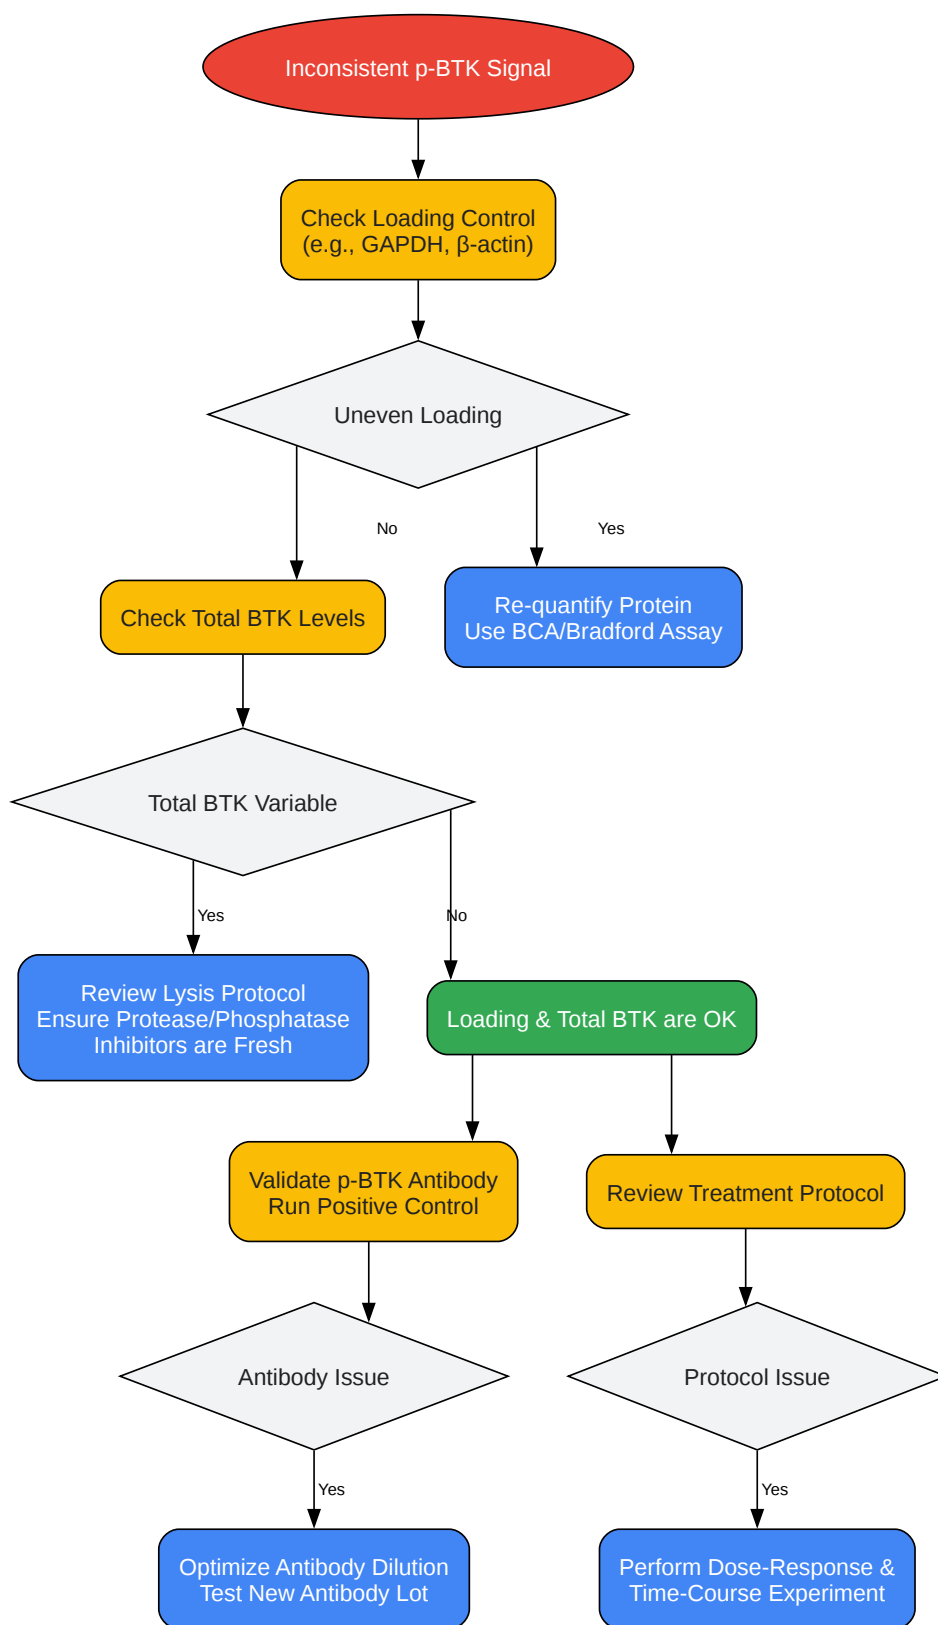 Inconsistent p-BTK Signal
Check Loading Control
(e.g., GAPDH, β-actin)
Uneven Loading
No
Yes
Check Total BTK Levels
Re-quantify Protein
Use BCA/Bradford Assay
Total BTK Variable
Yes
No
Review Lysis Protocol
Ensure Protease/Phosphatase
Inhibitors are Fresh
Loading & Total BTK are OK
Validate p-BTK Antibody
Run Positive Control
Review Treatment Protocol
Antibody Issue
Protocol Issue
Yes
Yes
Optimize Antibody Dilution
Test New Antibody Lot
Perform Dose-Response &
Time-Course Experiment